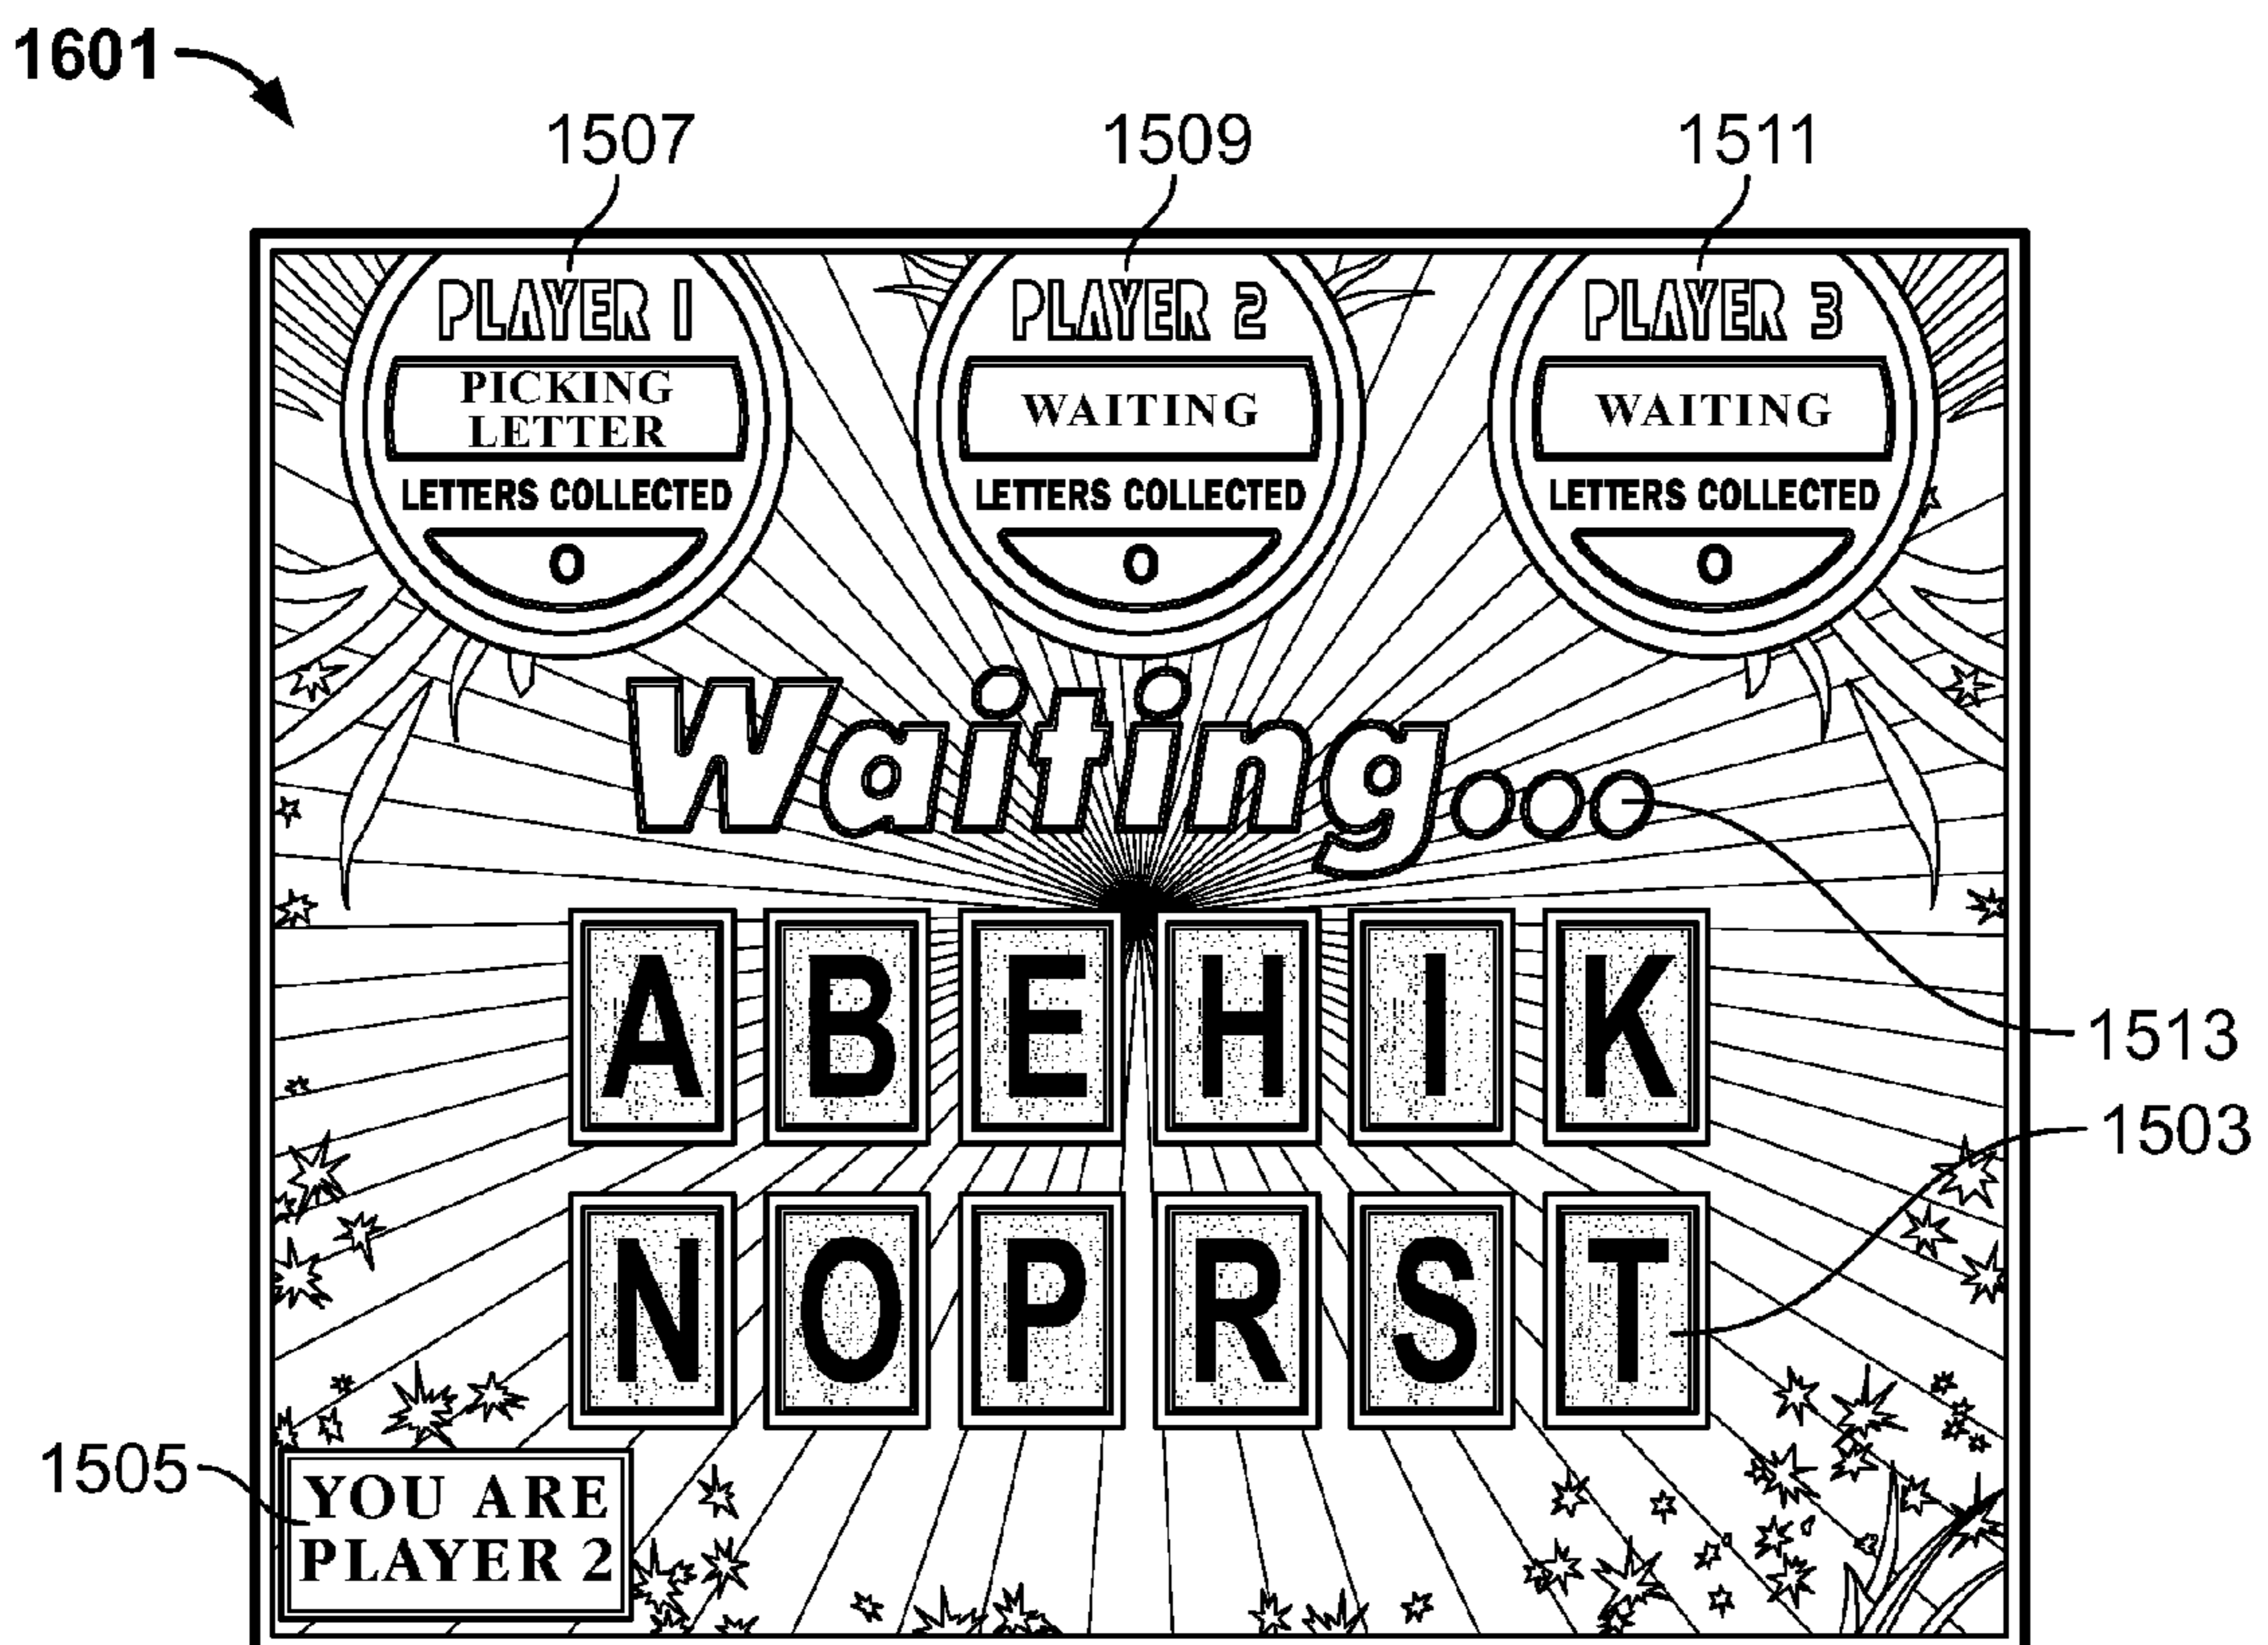 1601
1507 1509 1511
PLAYER 1 PLAYER 2 PLAYER 3
PICKING
LETTER
WAITING WAITING
LETTERS COLLECTED LETTERS COLLECTED LETTERS COLLECTED
0 0 0
Waiting...
A B E H I K
1513
1503
N O P R S T
1505
YOU ARE
PLAYER 2